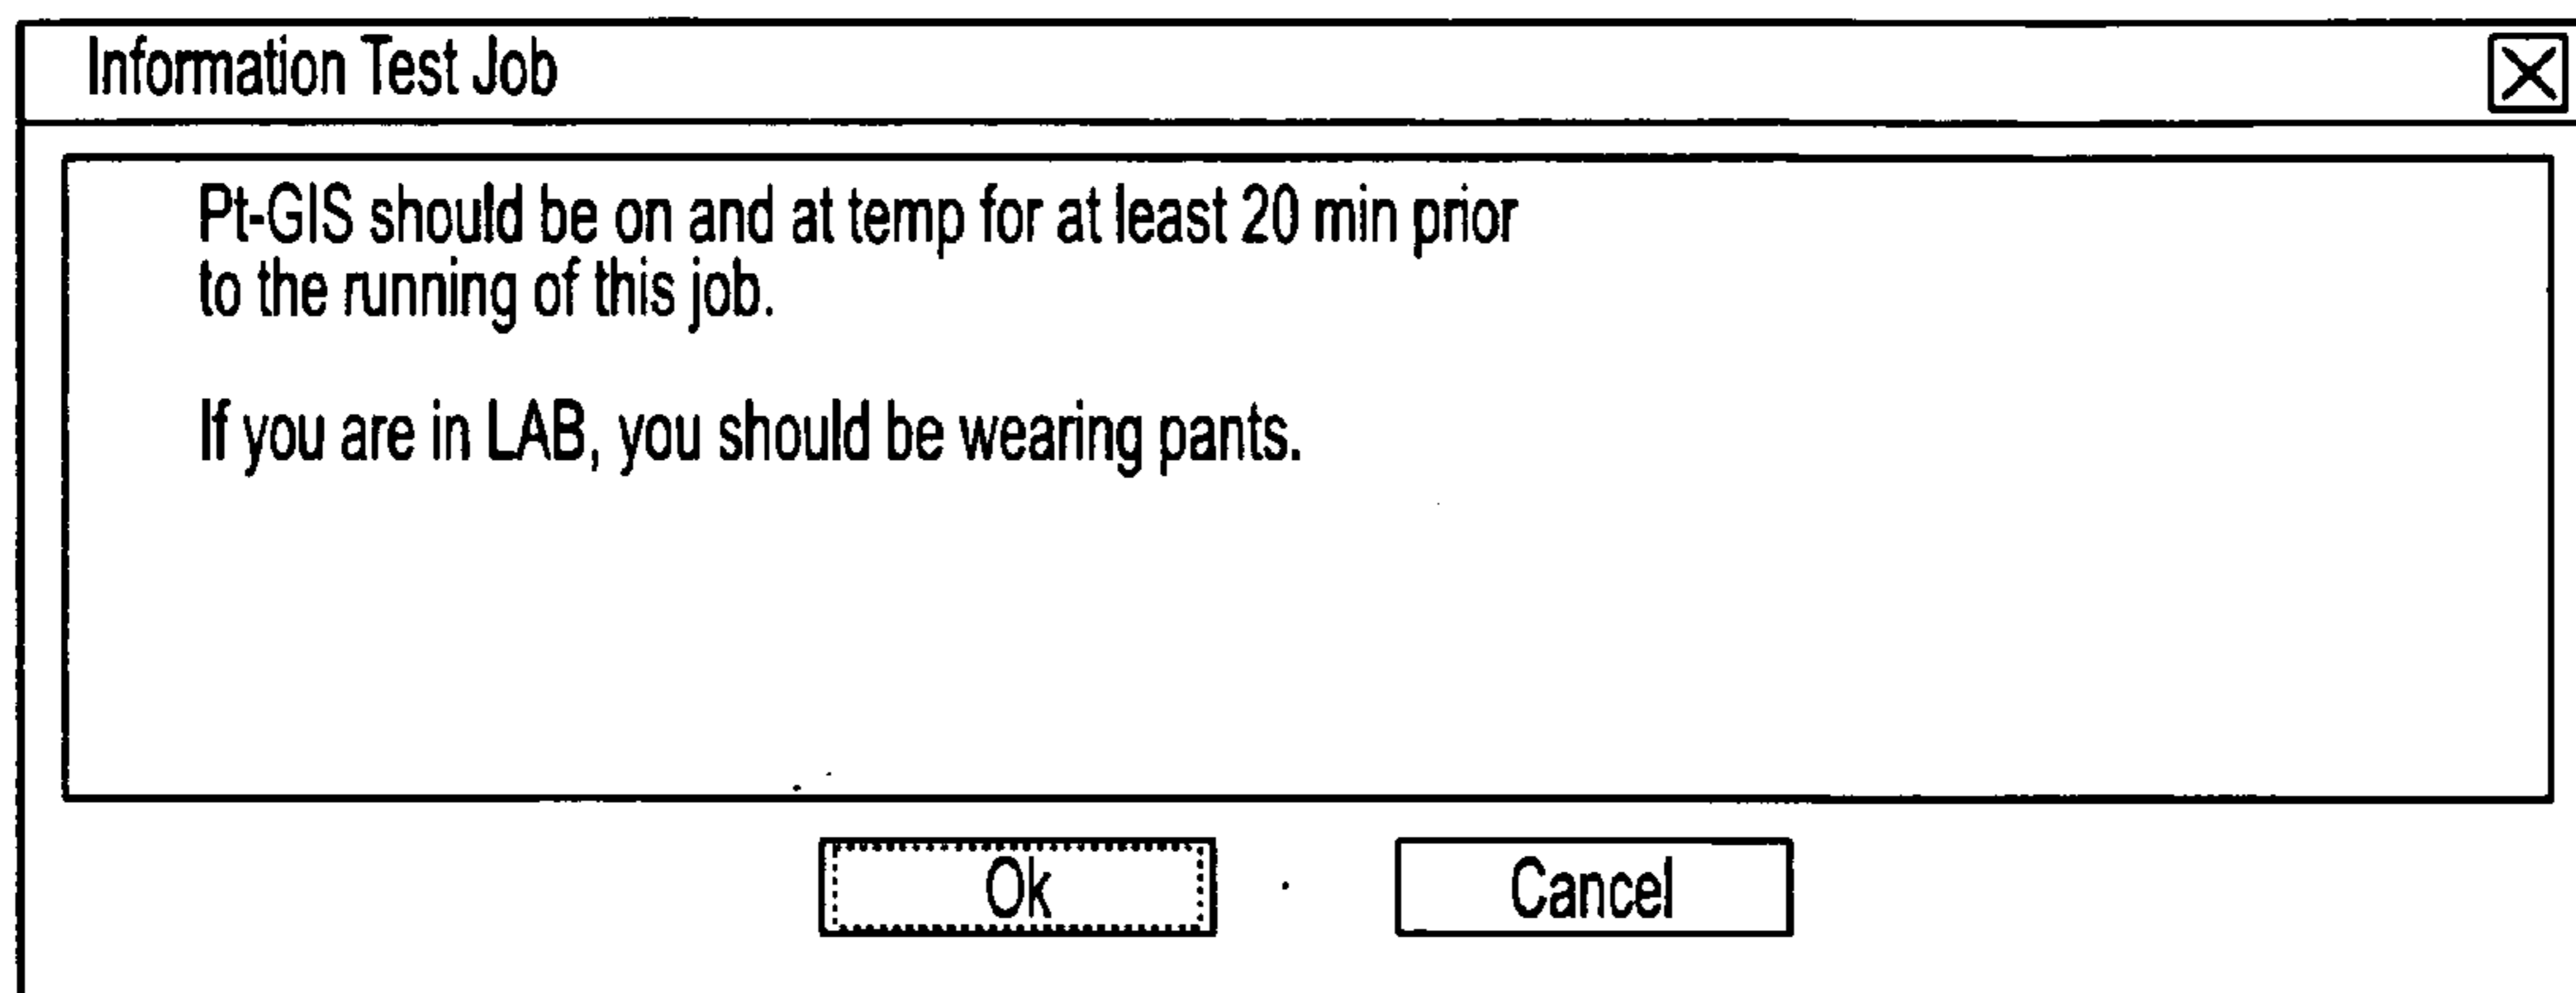 Information Test Job
Pt-GIS should be on and at temp for at least 20 min prior
to the running of this job.
If you are in LAB, you should be wearing pants.
Ok
Cancel